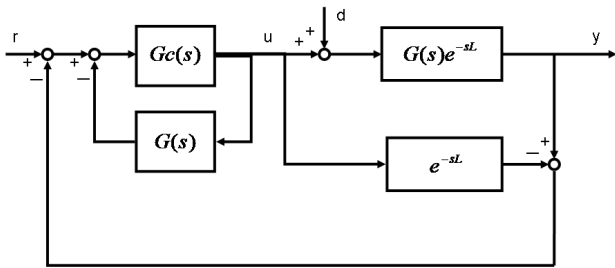 d
r
u
y
+
−
+
−
+
+
Gc(s)
G(s)e^{-sL}
G(s)
+
−
e^{-sL}